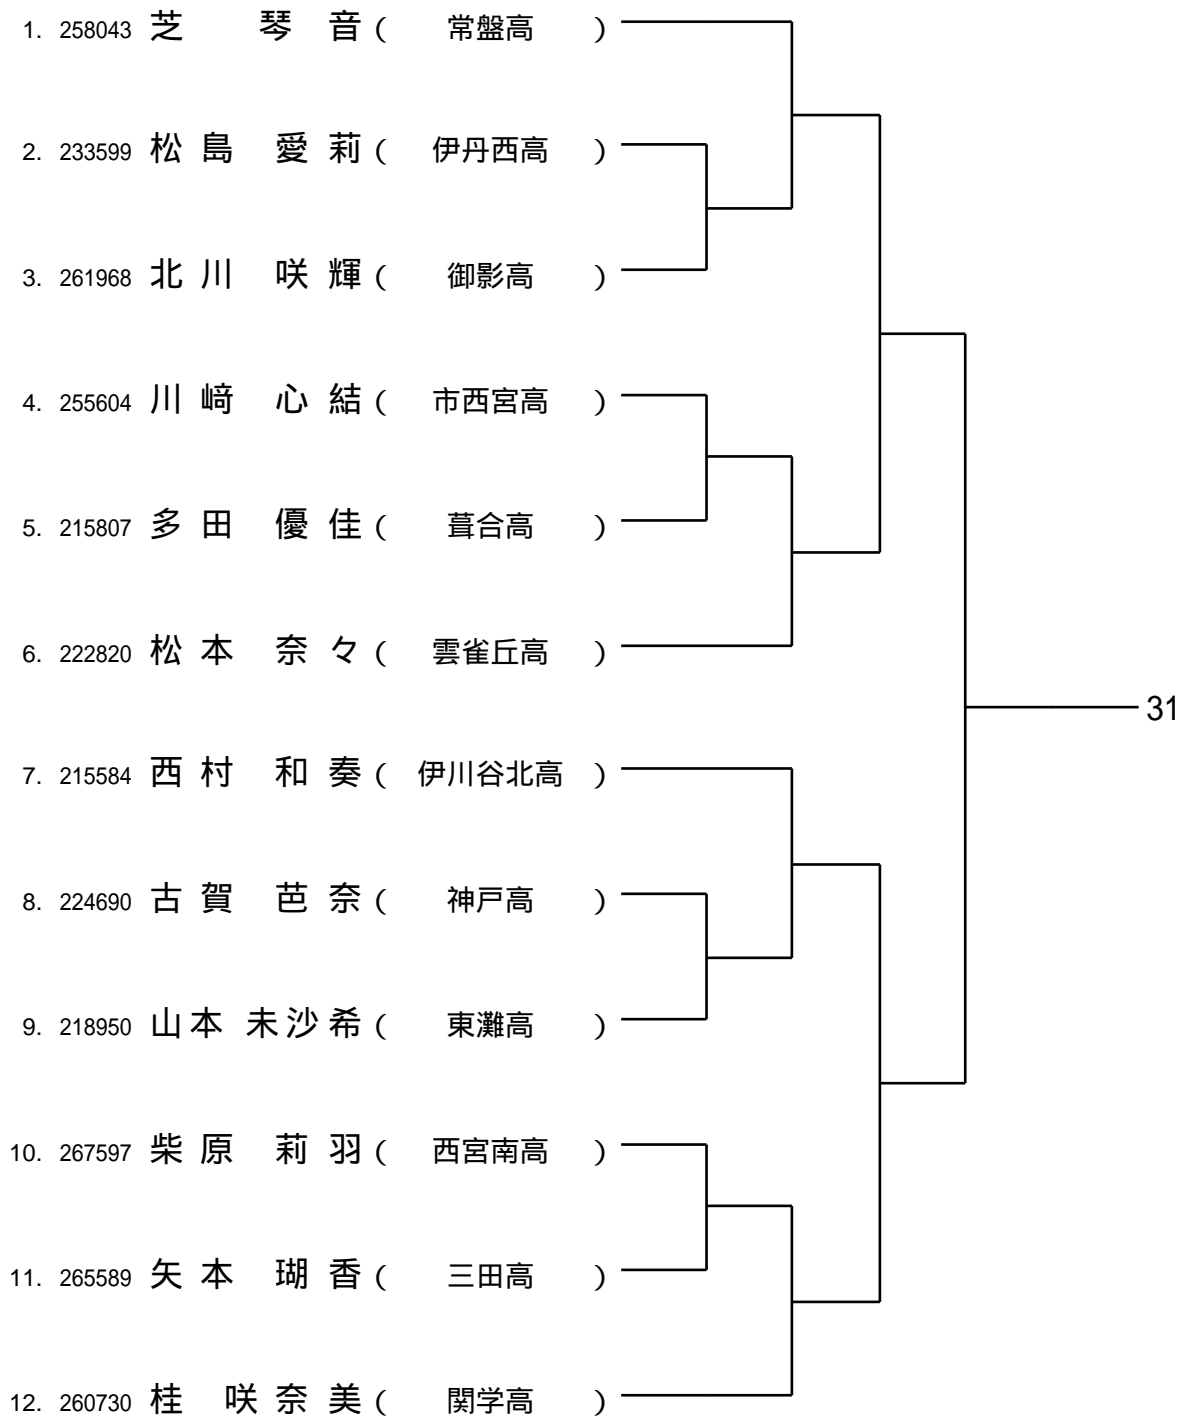 1. 258043 芝 琴 音 ( 常盤高 )
2. 233599 松 島 愛 莉 ( 伊丹西高 )
3. 261968 北 川 咲 輝 ( 御影高 )
4. 255604 川 﨑 心 結 ( 市西宮高 )
5. 215807 多 田 優 佳 ( 葺合高 )
6. 222820 松 本 奈 々 ( 雲雀丘高 )
31
7. 215584 西 村 和 奏 ( 伊川谷北高 )
8. 224690 古 賀 芭 奈 ( 神戸高 )
9. 218950 山 本 未 沙 希 ( 東灘高 )
10. 267597 柴 原 莉 羽 ( 西宮南高 )
11. 265589 矢 本 瑚 香 ( 三田高 )
12. 260730 桂 咲 奈 美 ( 関学高 )